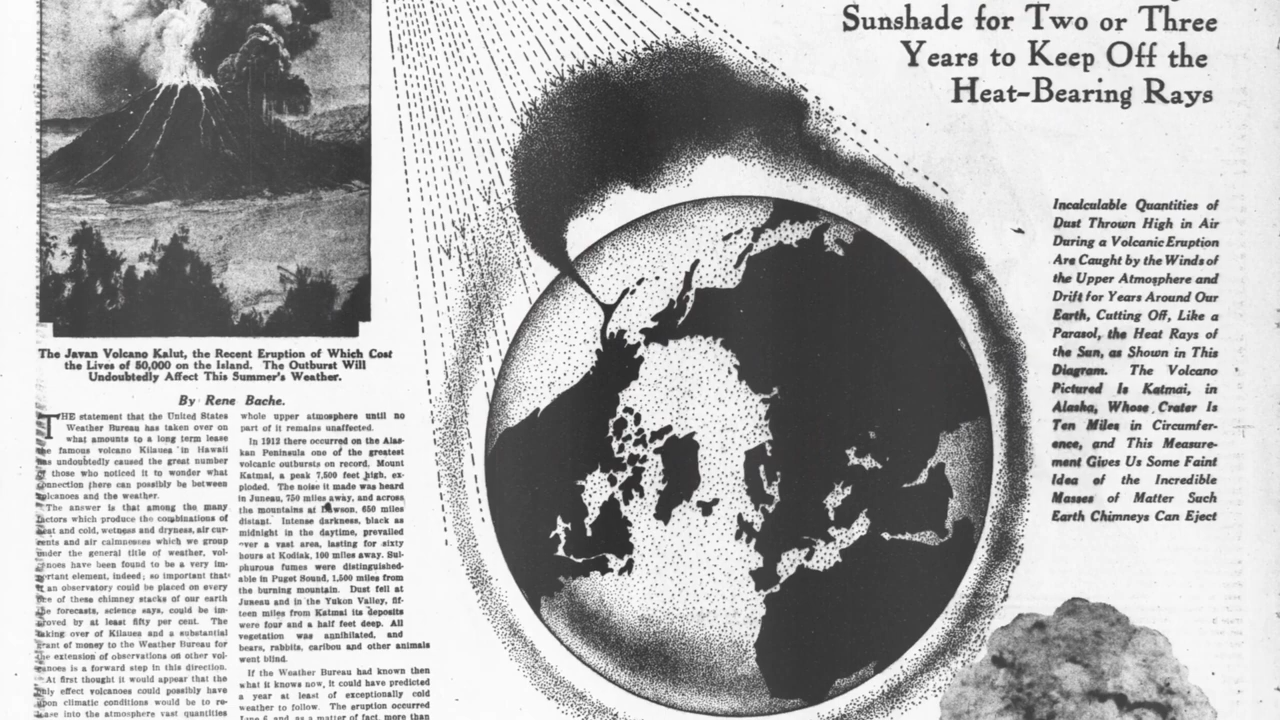 Sunshade for Two or Three
Years to Keep Off the
Heat-Bearing Rays
Incalculable Quantities of
Dust Thrown High in Air
During a Volcanic Eruption
Are Caught by the Winds of
the Upper Atmosphere and
Drift for Years Around Our
Earth, Cutting Off, Like a
Parasol, the Heat Rays of
the Sun, as Shown in This
Diagram. The Volcano
Pictured Is Katmai, in
Alaska, Whose Crater Is
Ten Miles in Circumfer-
ence, and This Measure-
ment Gives Us Some Faint
Idea of the Incredible
Masses of Matter Such
Earth Chimneys Can Eject
The Javan Volcano Kalut, the Recent Eruption of Which Cost
the Lives of 50,000 on the Island. The Outburst Will
Undoubtedly Affect This Summer's Weather.
By Rene Bache.
THE statement that the United States
Weather Bureau has taken over on
what amounts to a long term lease
the famous volcano Kilauea in Hawaii
has undoubtedly caused the great number
of those who noticed it to wonder what
connection there can possibly be between
volcanoes and the weather.
The answer is that among the many
factors which produce the combinations of
heat and cold, wetness and dryness, air cur-
rents and air calmnesses which we group
under the general title of weather, vol-
canoes have been found to be a very im-
portant element, indeed; so important that
if an observatory could be placed on every
one of these chimney stacks of our earth
the forecasts, science says, could be im-
proved by at least fifty per cent. The
taking over of Kilauea and a substantial
grant of money to the Weather Bureau for
the extension of observations on other vol-
canoes is a forward step in this direction.
At first thought it would appear that the
only effect volcanoes could possibly have
upon climatic conditions would be to re-
lease into the atmosphere vast quantities
whole upper atmosphere until no
part of it remains unaffected.
In 1912 there occurred on the Alas-
kan Peninsula one of the greatest
volcanic outbursts on record. Mount
Katmai, a peak 7,500 feet high, ex-
ploded. The noise it made was heard
in Juneau, 750 miles away, and across
the mountains at Dawson, 650 miles
distant. Intense darkness, black as
midnight in the daytime, prevailed
over a vast area, lasting for sixty
hours at Kodiak, 100 miles away. Sul-
phurous fumes were distinguished-
able in Puget Sound, 1,500 miles from
the burning mountain. Dust fell at
Juneau and in the Yukon Valley, fif-
teen miles from Katmai its deposits
were four and a half feet deep. All
vegetation was annihilated, and
bears, rabbits, caribou and other animals
went blind.
If the Weather Bureau had known then
what it knows now, it could have predicted
a year at least of exceptionally cold
weather to follow. The eruption occurred
June 6, and, as a matter of fact, more than